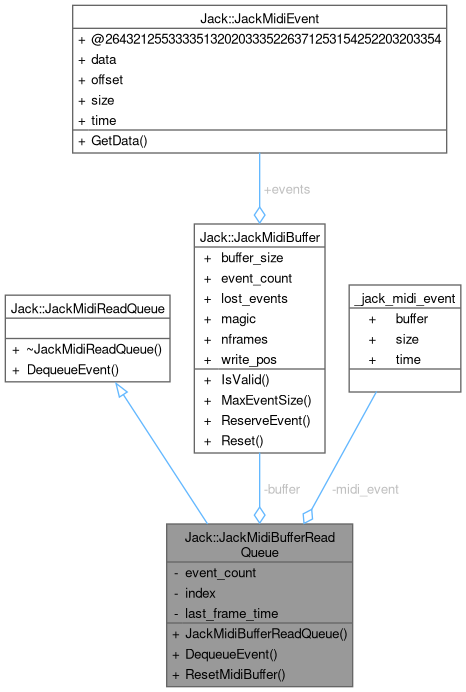 Jack::JackMidiEvent
+ @264321255333351320203335226371253154252203203354
+ data
+ offset
+ size
+ time
+ GetData()
+events
Jack::JackMidiBuffer
+ buffer_size
+ event_count
+ lost_events
+ magic
+ nframes
+ write_pos
+ IsValid()
+ MaxEventSize()
+ ReserveEvent()
+ Reset()
Jack::JackMidiReadQueue
+ ~JackMidiReadQueue()
+ DequeueEvent()
_jack_midi_event
+ buffer
+ size
+ time
-buffer
-midi_event
Jack::JackMidiBufferRead
Queue
- event_count
- index
- last_frame_time
+ JackMidiBufferReadQueue()
+ DequeueEvent()
+ ResetMidiBuffer()